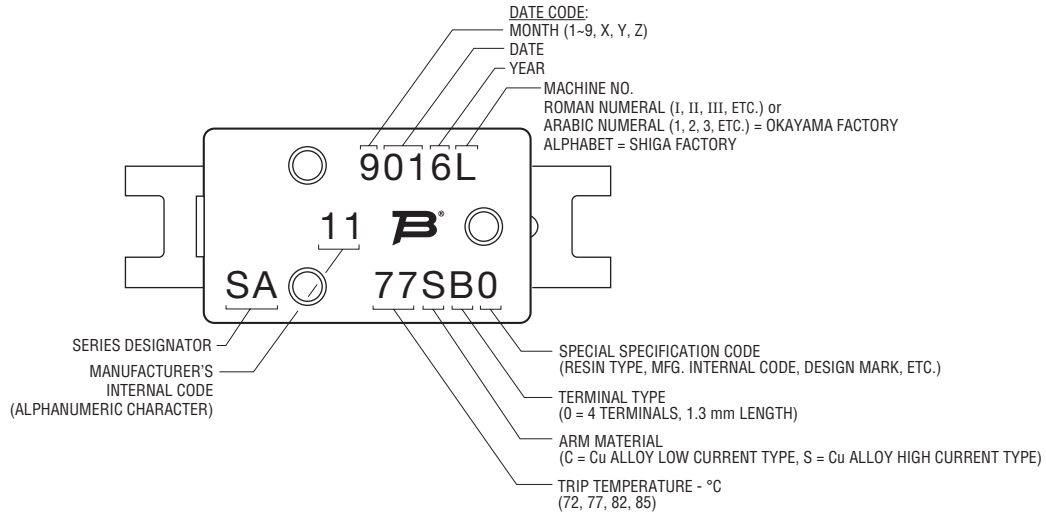 DATE CODE:
MONTH (1~9, X, Y, Z)
DATE
YEAR
MACHINE NO.
ROMAN NUMERAL (I, II, III, ETC.) or
ARABIC NUMERAL (1, 2, 3, ETC.) = OKAYAMA FACTORY
ALPHABET = SHIGA FACTORY
9016L
11 B®
SA 77SB0
SERIES DESIGNATOR
MANUFACTURER'S
INTERNAL CODE
(ALPHANUMERIC CHARACTER)
SPECIAL SPECIFICATION CODE
(RESIN TYPE, MFG. INTERNAL CODE, DESIGN MARK, ETC.)
TERMINAL TYPE
(0 = 4 TERMINALS, 1.3 mm LENGTH)
ARM MATERIAL
(C = Cu ALLOY LOW CURRENT TYPE, S = Cu ALLOY HIGH CURRENT TYPE)
TRIP TEMPERATURE - °C
(72, 77, 82, 85)